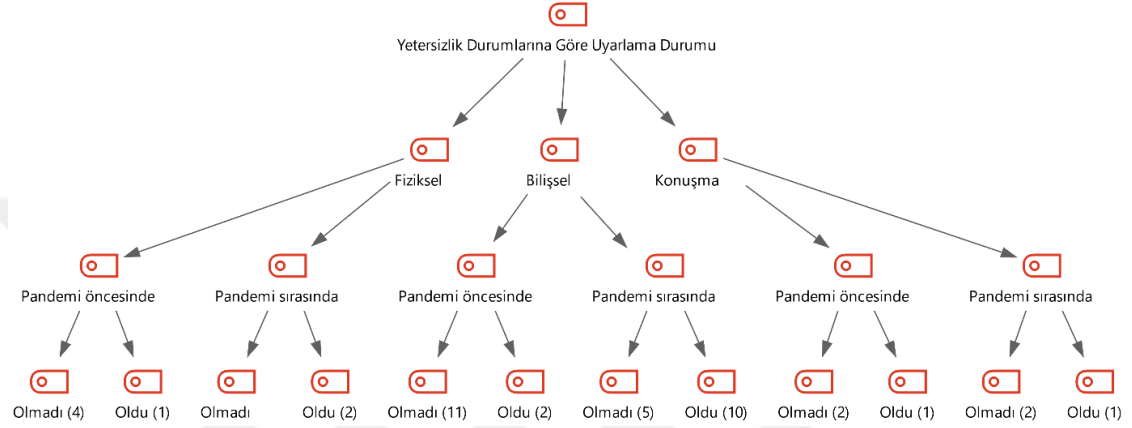 Yetersizlik Durumlarına Göre Uyarlama Durumu
Fiziksel
Bilişsel
Konuşma
Pandemi öncesinde
Pandemi sırasında
Pandemi öncesinde
Pandemi sırasında
Pandemi öncesinde
Pandemi sırasında
Olmadı (4)
Oldu (1)
Olmadı
Oldu (2)
Olmadı (11)
Oldu (2)
Olmadı (5)
Oldu (10)
Olmadı (2)
Oldu (1)
Olmadı (2)
Oldu (1)